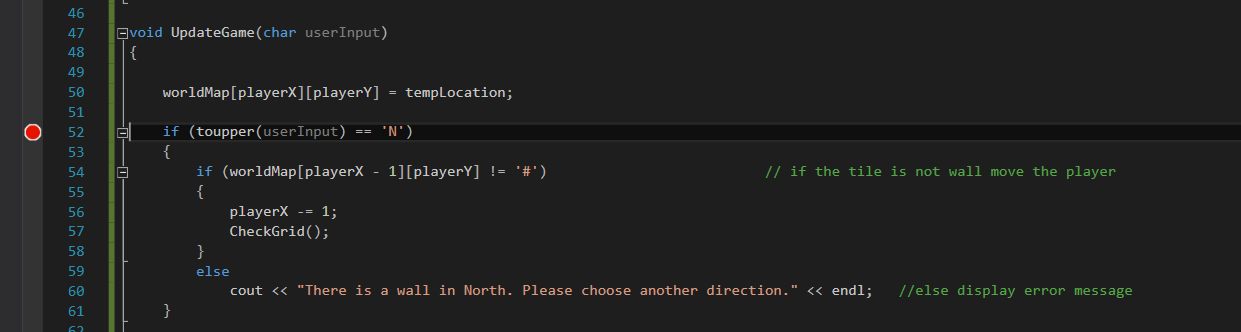 46
47 void UpdateGame(char userInput)
48 {
49
50 worldMap[playerX][playerY] = tempLocation;
51
52 if (toupper(userInput) == 'N')
53 {
54 if (worldMap[playerX - 1][playerY] != '#') // if the tile is not wall move the player
55 {
56 playerX -= 1;
57 CheckGrid();
58 }
59 else
60 cout << "There is a wall in North. Please choose another direction." << endl; //else display error message
61 }
62